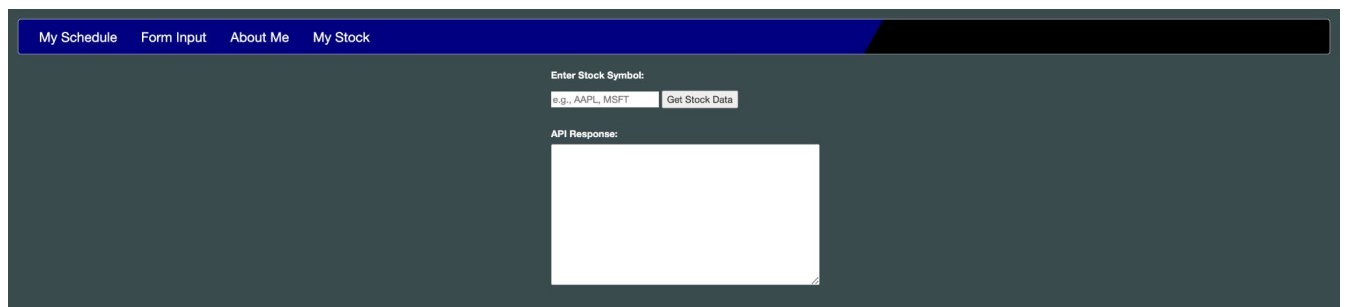 My Schedule Form Input About Me My Stock
Enter Stock Symbol:
e.g., AAPL, MSFT Get Stock Data
API Response: